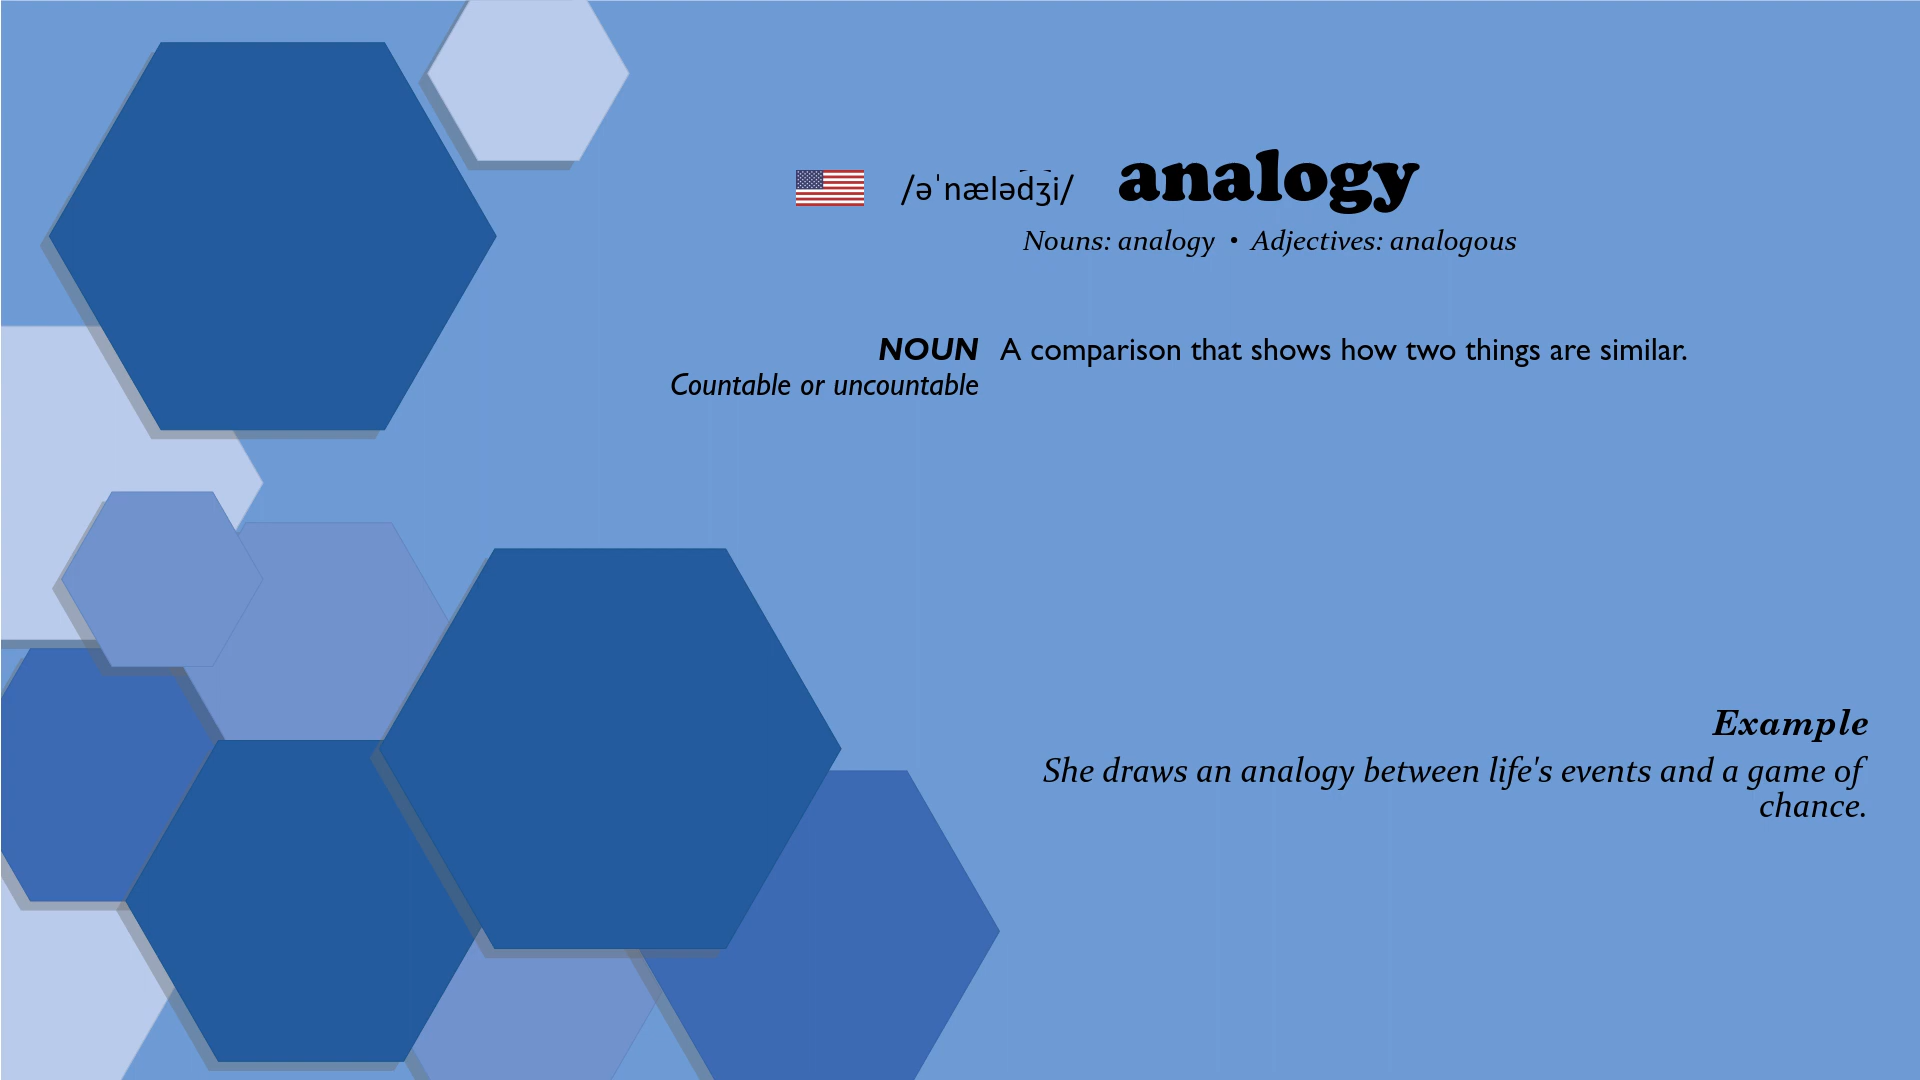 /əˈnælədʒi/ analogy
Nouns: analogy • Adjectives: analogous
NOUN A comparison that shows how two things are similar.
Countable or uncountable
Example
She draws an analogy between life's events and a game of
chance.